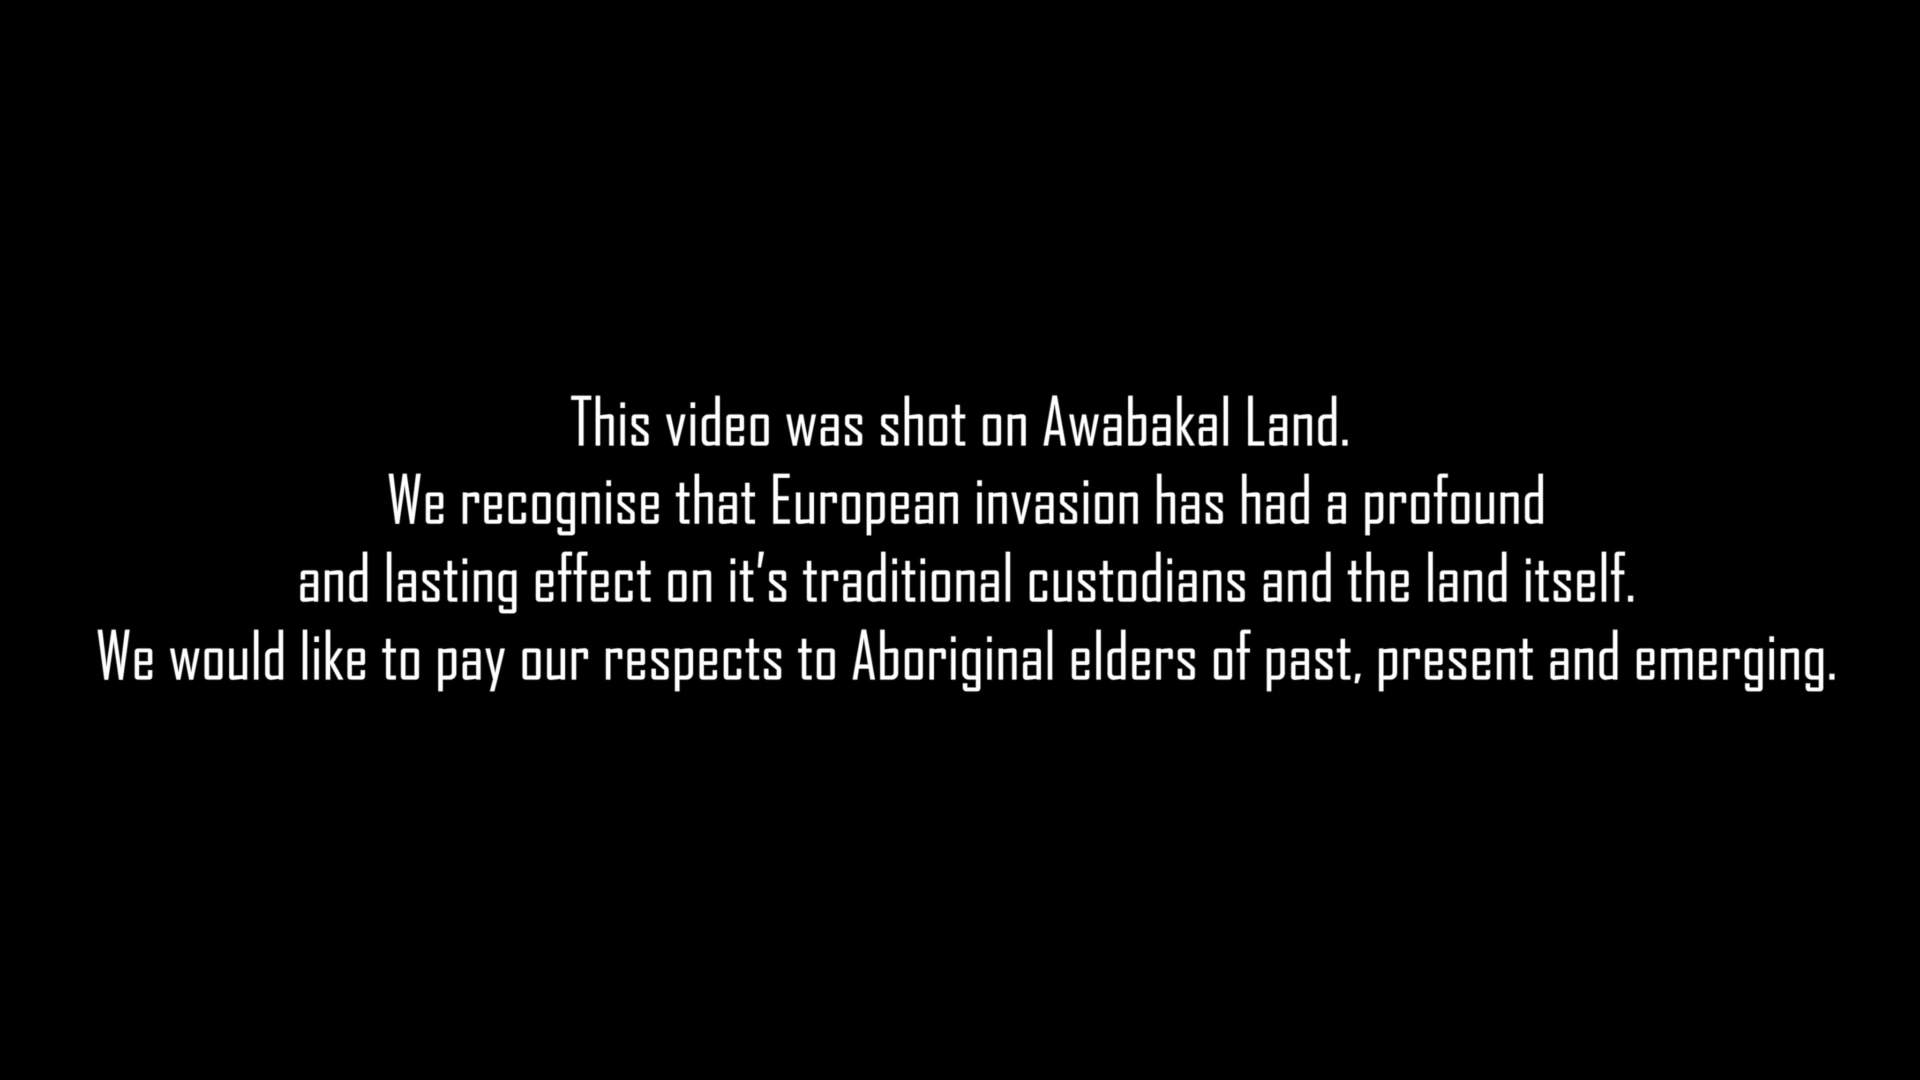 This video was shot on Awabakal Land.
We recognise that European invasion has had a profound
and lasting effect on it’s traditional custodians and the land itself.
We would like to pay our respects to Aboriginal elders of past, present and emerging.